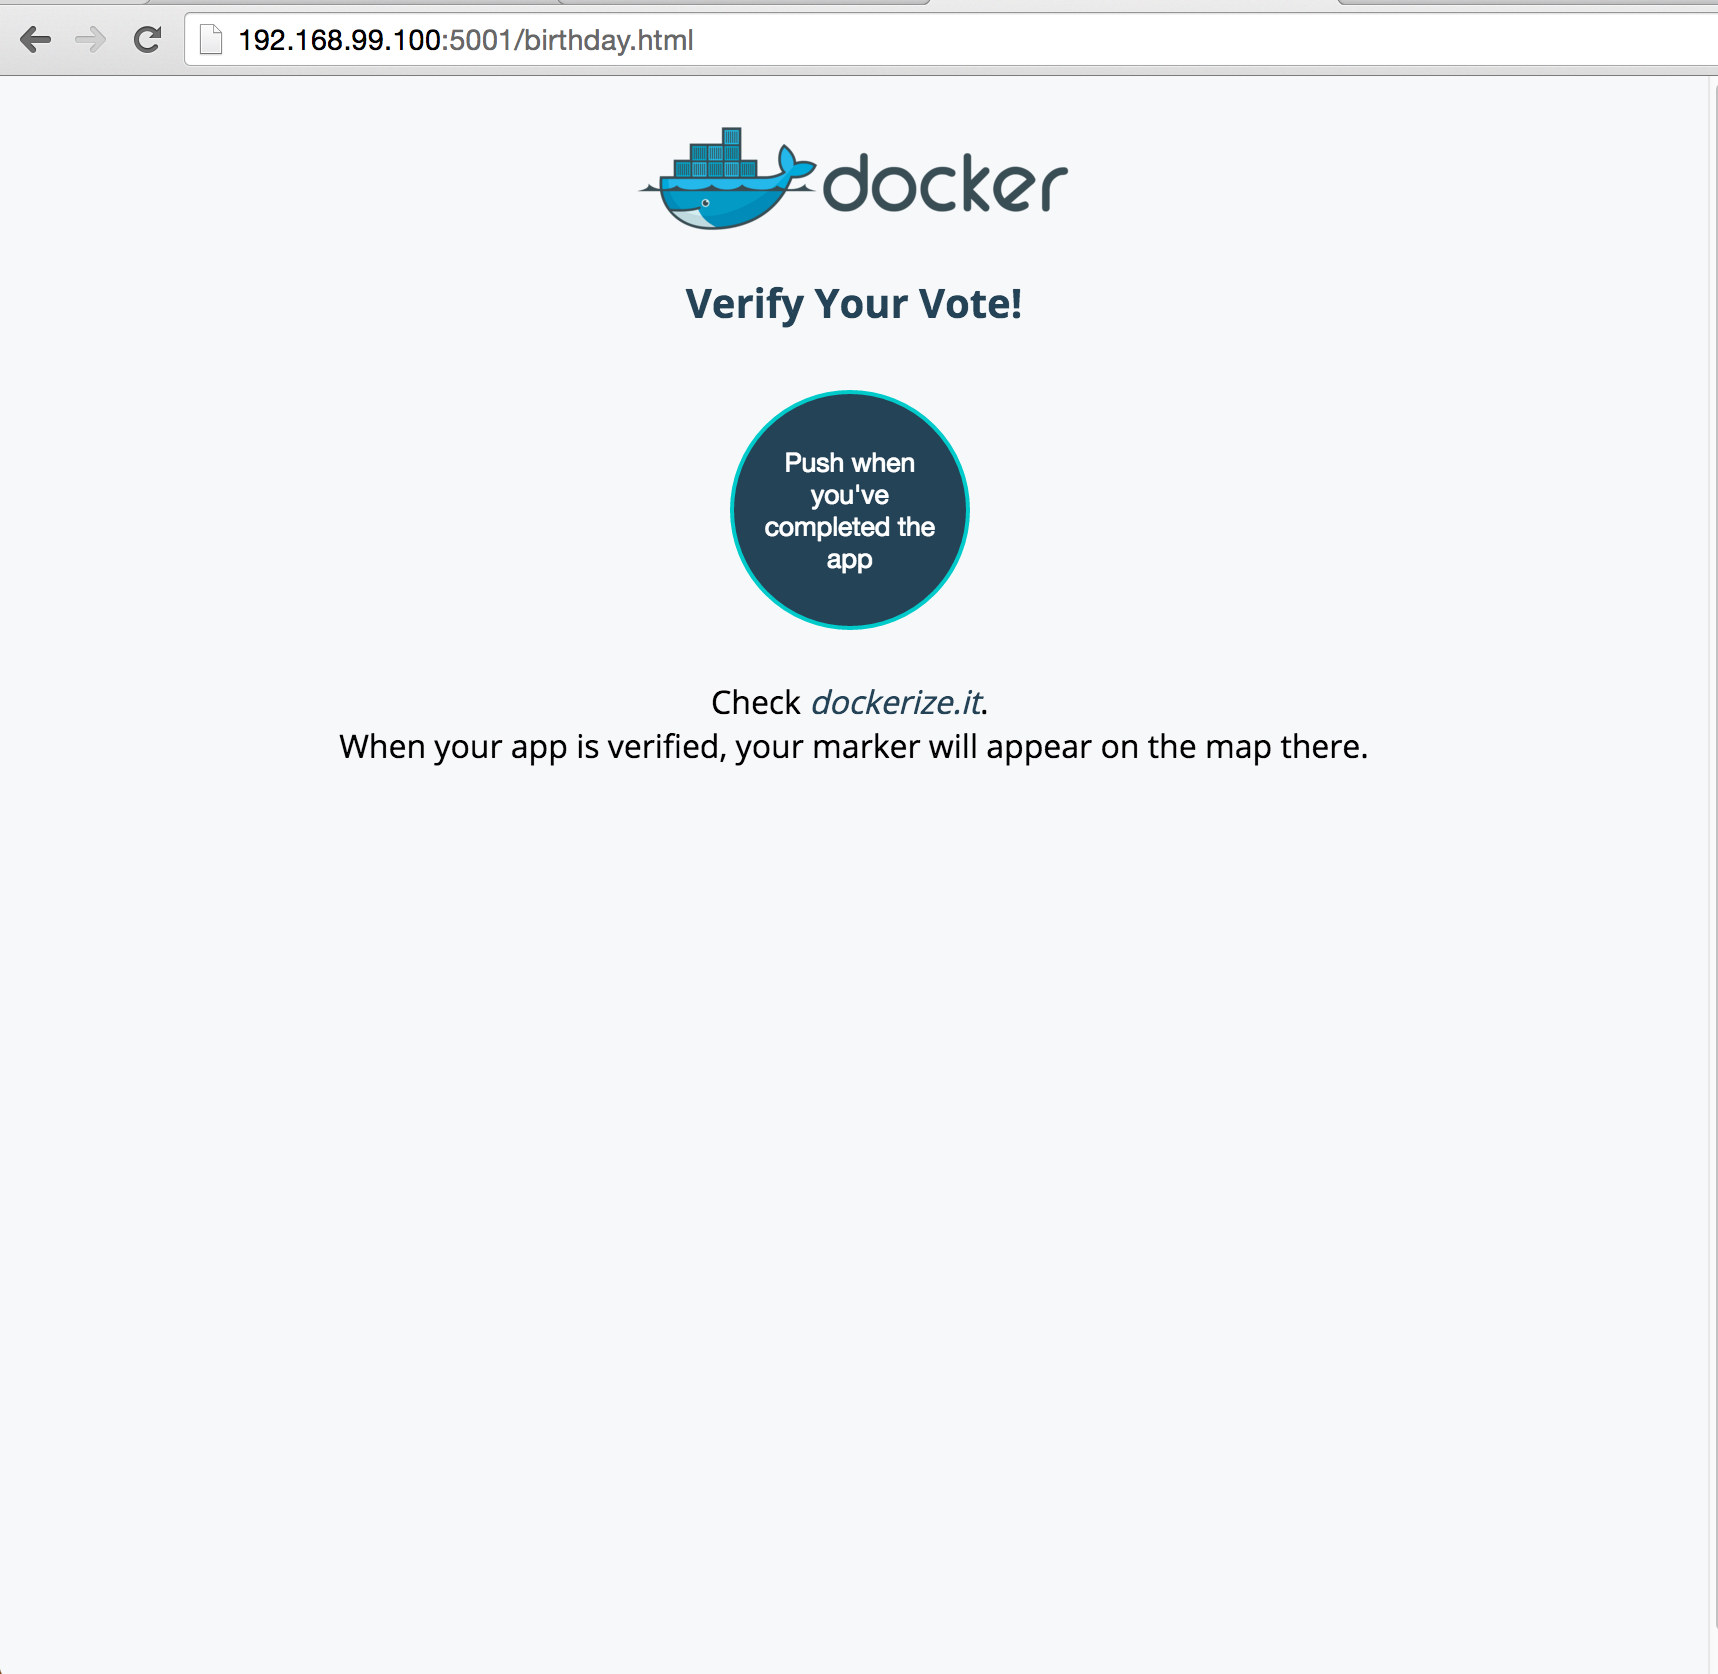 192.168.99.100:5001/birthday.html
docker
Verify Your Vote!
Push when
you've
completed the
app
Check dockerize.it.
When your app is verified, your marker will appear on the map there.